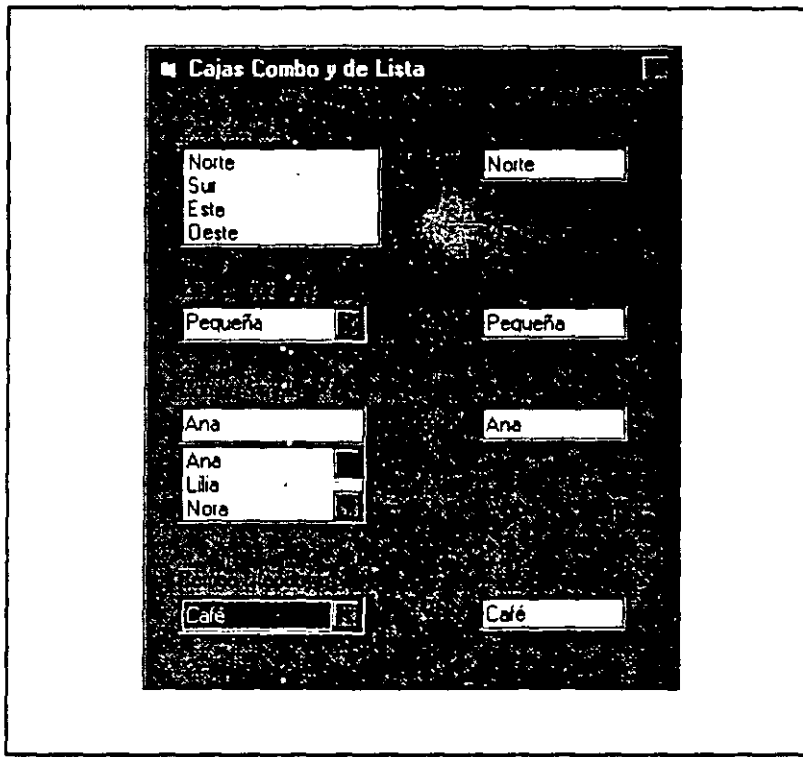 Cajas Combo y de Lista
Norte
Sur
Este
Oeste
Norte
Pequeña
Pequeña
Ana
Ana
Lilia
Nora
Ana
Café
Café